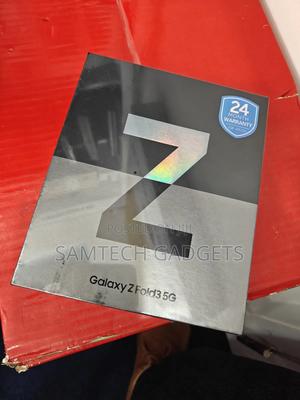 24
MONTH
WARRANTY
Z
SAMTECH GADGETS
Galaxy Z Fold3 5G